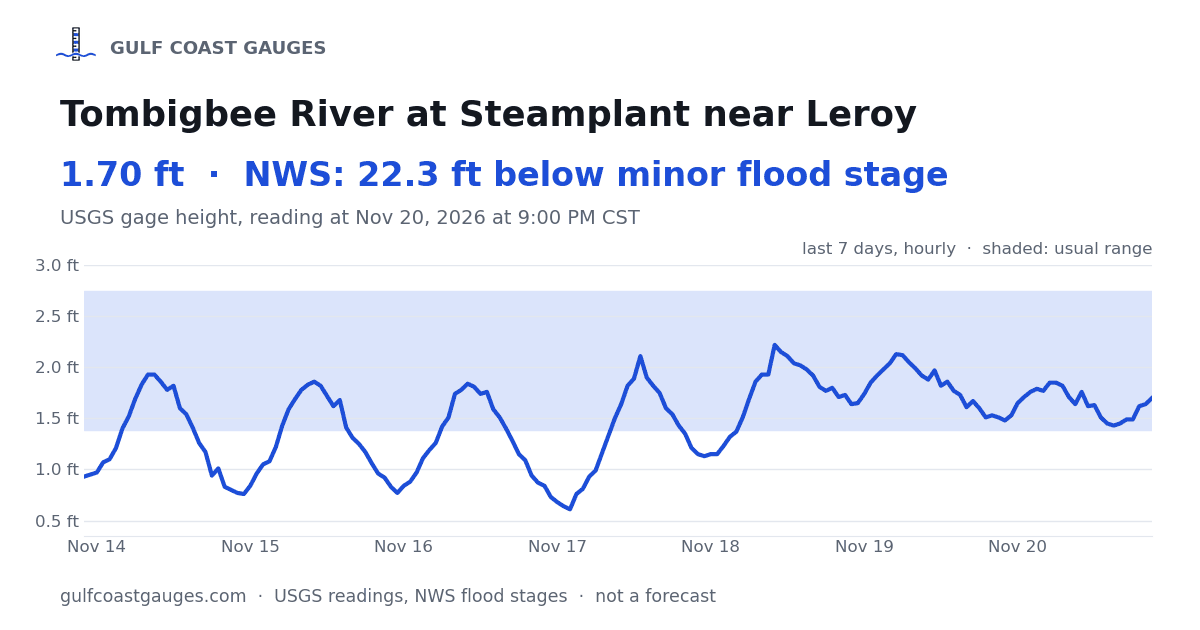 GULF COAST GAUGES
Tombigbee River at Steamplant near Leroy
1.70 ft · NWS: 22.3 ft below minor flood stage
USGS gage height, reading at Nov 20, 2026 at 9:00 PM CST
last 7 days, hourly · shaded: usual range
3.0 ft
2.5 ft
2.0 ft
1.5 ft
1.0 ft
0.5 ft
Nov 14 Nov 15 Nov 16 Nov 17 Nov 18 Nov 19 Nov 20
gulfcoastgauges.com · USGS readings, NWS flood stages · not a forecast